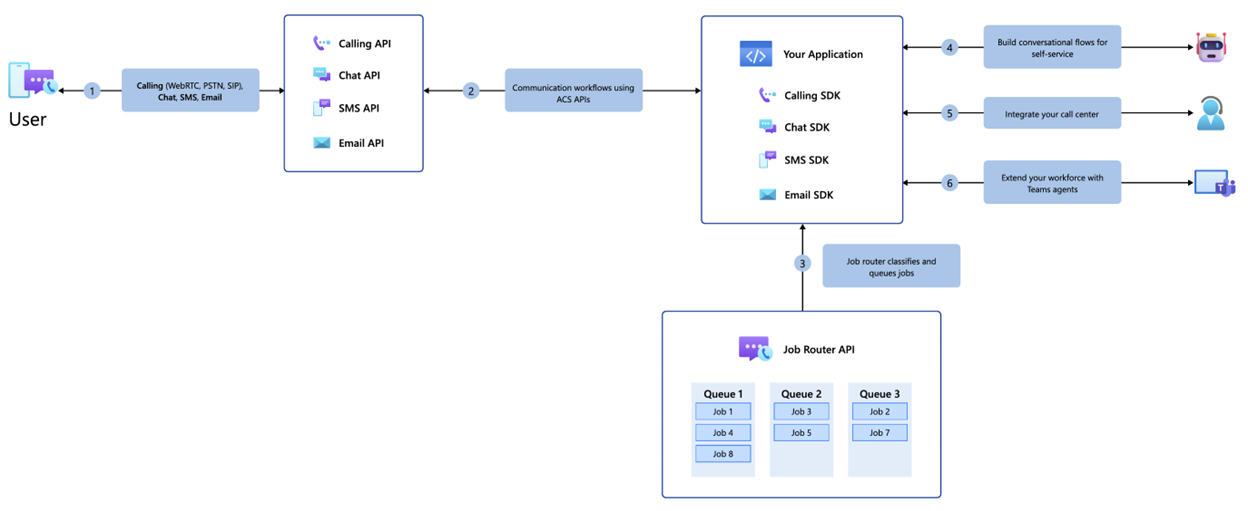 User
1
Calling (WebRTC, PSTN, SIP),
Chat, SMS, Email
Calling API
Chat API
SMS API
Email API
2
Communication workflows using
ACS APIs
Your Application
Calling SDK
Chat SDK
SMS SDK
Email SDK
4
Build conversational flows for
self-service
5
Integrate your call center
6
Extend your workforce with
Teams agents
T
3
Job router classifies and
queues jobs
Job Router API
Queue 1
Job 1
Job 4
Job 8
Queue 2
Job 3
Job 5
Queue 3
Job 2
Job 7